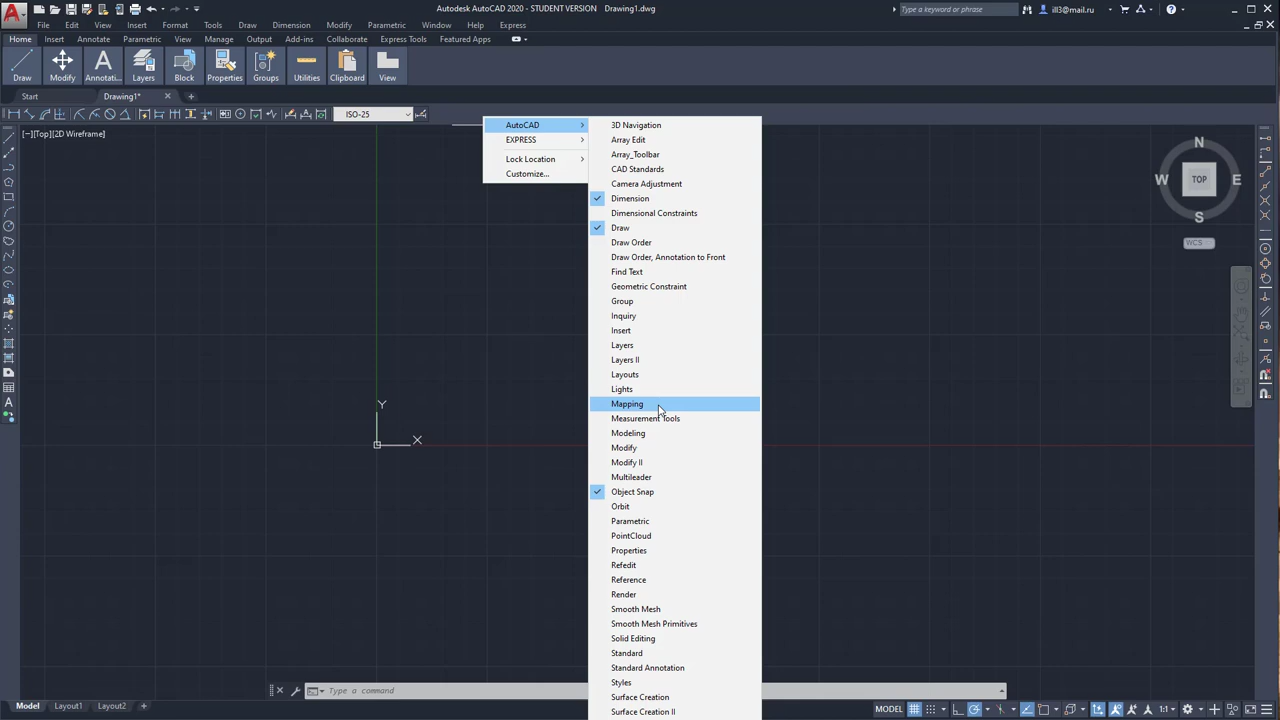 Autodesk AutoCAD 2020 - STUDENT VERSION Drawing1.dwg
Type a keyword or phrase
ill3@mail.ru
File Edit View Insert Format Tools Draw Dimension Modify Parametric Window Help Express
Home Insert Annotate Parametric View Manage Output Add-ins Collaborate Express Tools Featured Apps
Draw Modify Annotati... Layers Block Properties Groups Utilities Clipboard View
Start Drawing1*
ISO-25
[−][Top][2D Wireframe]
AutoCAD
EXPRESS
Lock Location
Customize...
3D Navigation
Array Edit
Array_Toolbar
CAD Standards
Camera Adjustment
Dimension
Dimensional Constraints
Draw
Draw Order
Draw Order, Annotation to Front
Find Text
Geometric Constraint
Group
Inquiry
Insert
Layers
Layers II
Layouts
Lights
Mapping
Measurement Tools
Modeling
Modify
Modify II
Multileader
Object Snap
Orbit
Parametric
PointCloud
Properties
Refedit
Reference
Render
Smooth Mesh
Smooth Mesh Primitives
Solid Editing
Standard
Standard Annotation
Styles
Surface Creation
Surface Creation II
N
W TOP E
S
WCS
Y
X
Type a command
Model Layout1 Layout2
MODEL
1:1